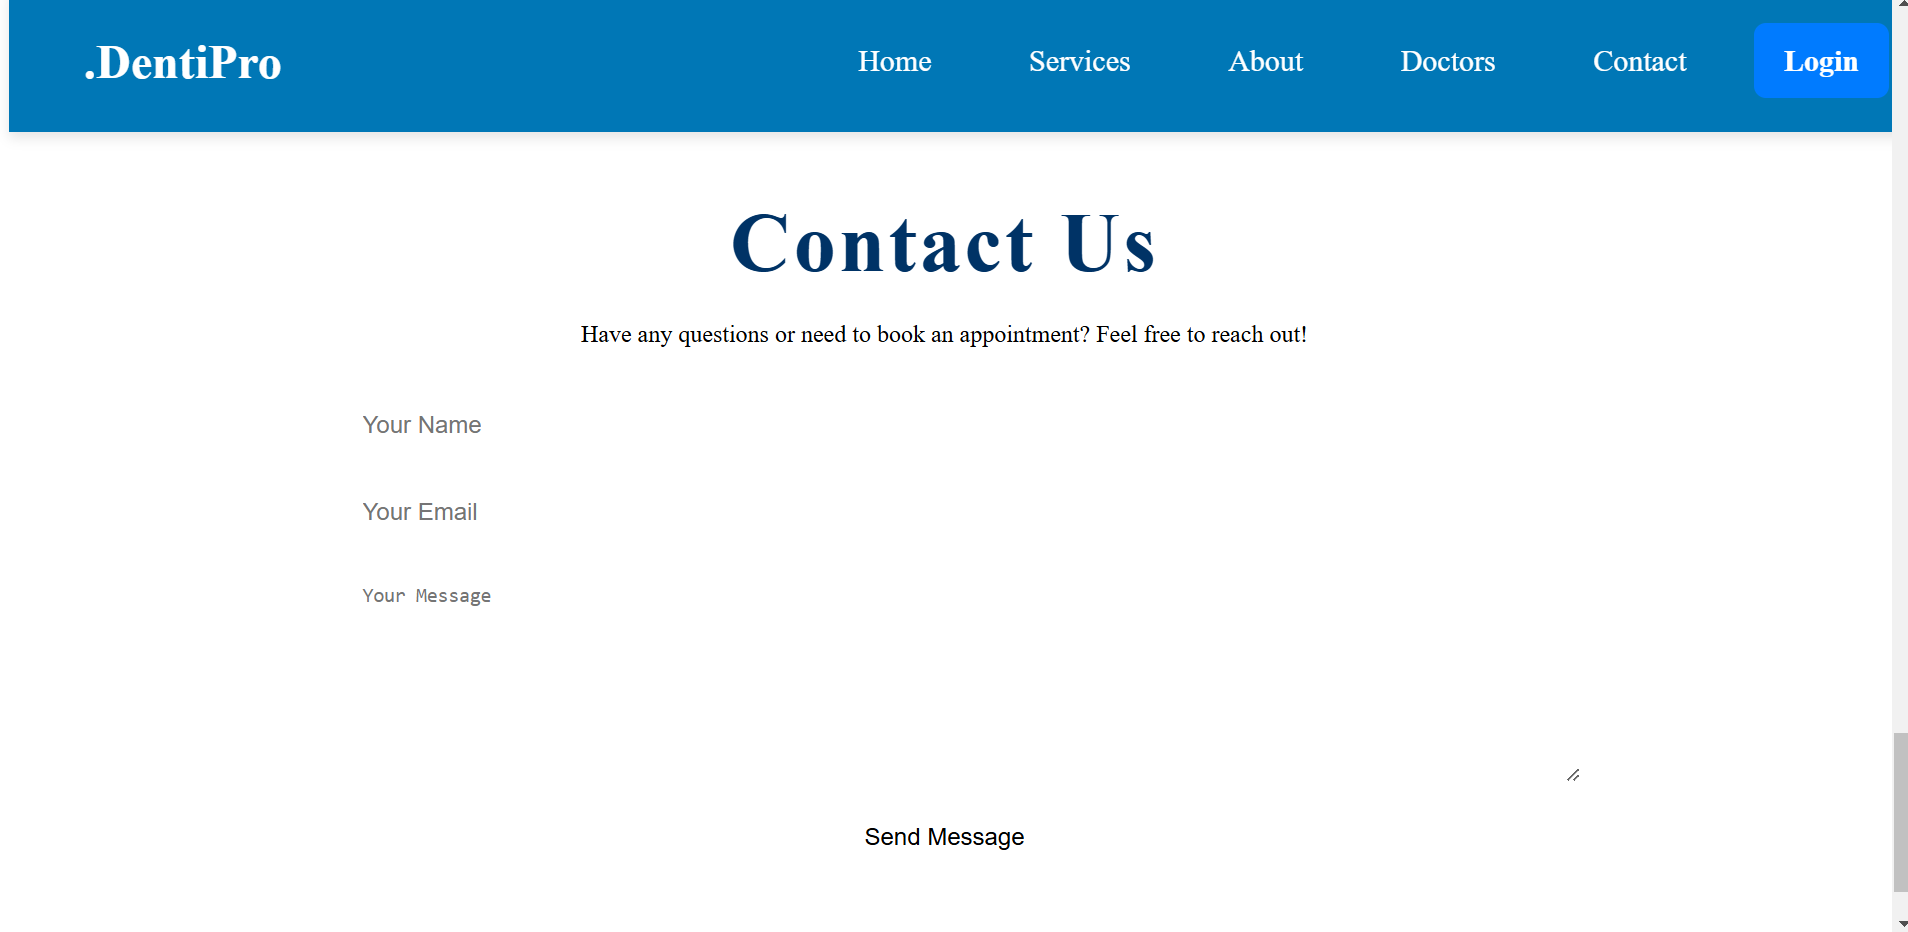 .DentiPro
Home Services About Doctors Contact Login
Contact Us
Have any questions or need to book an appointment? Feel free to reach out!
Your Name
Your Email
Your Message
Send Message